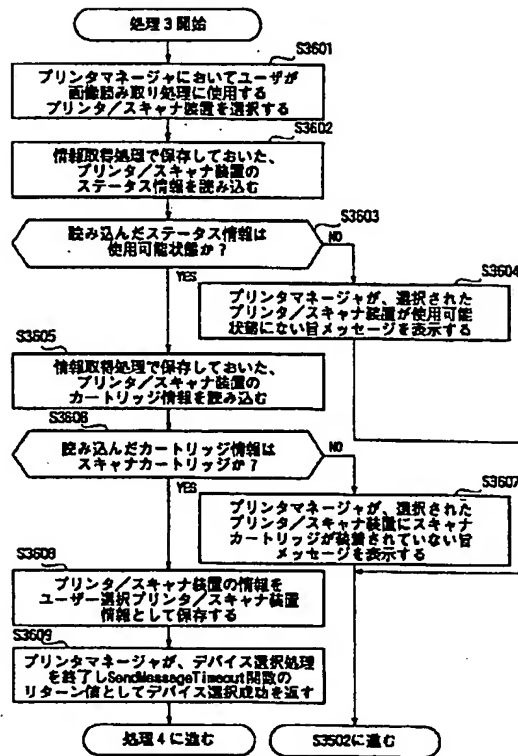 処理3開始
S3601
プリンタマネージャにおいてユーザが
画像読み取り処理に使用する
プリンタ/スキャナ装置を選択する
S3602
情報取得処理で保存しておいた、
プリンタ/スキャナ装置の
ステータス情報を読み込む
S3603
読み込んだステータス情報は
使用可能状態か?
NO
YES
S3604
プリンタマネージャが、選択された
プリンタ/スキャナ装置が使用可能
状態にない旨メッセージを表示する
S3605
情報取得処理で保存しておいた、
プリンタ/スキャナ装置の
カートリッジ情報を読み込む
S3606
読み込んだカートリッジ情報は
スキャナカートリッジか?
NO
YES
S3607
プリンタマネージャが、選択された
プリンタ/スキャナ装置にスキャナ
カートリッジが装着されていない旨
メッセージを表示する
S3608
プリンタ/スキャナ装置の情報を
ユーザー選択プリンタ/スキャナ装置
情報として保存する
S3609
プリンタマネージャが、デバイス選択処理
を終了しSendMessageTimeout関数の
リターン値としてデバイス選択成功を返す
処理4に進む
S3502に進む